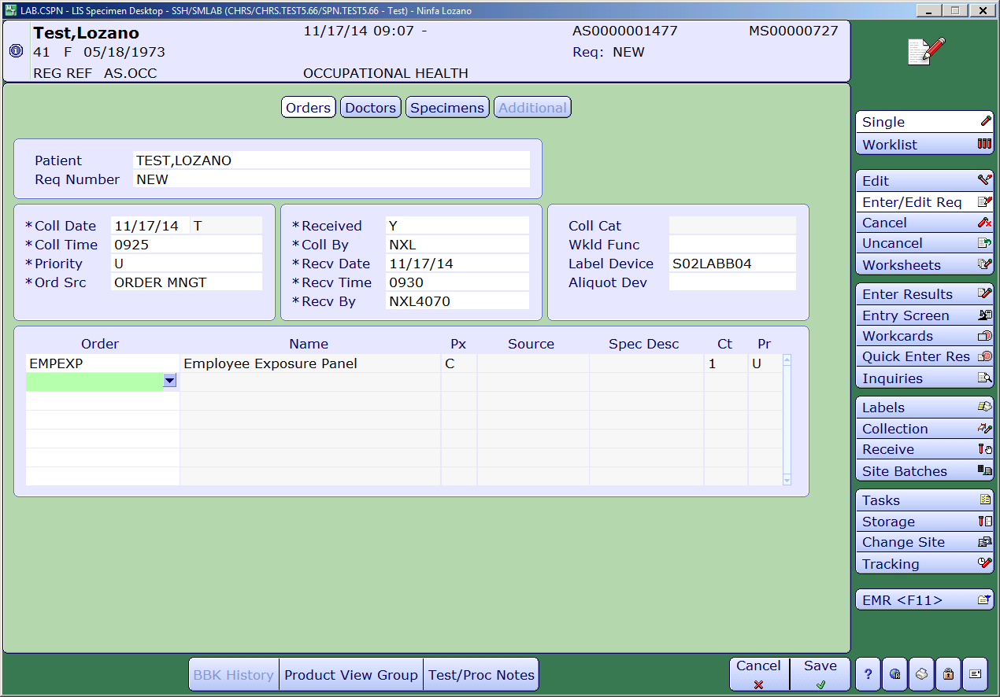 LAB.CSPN - LIS Specimen Desktop - SSH/SMLAB (CHRS/CHRS.TEST5.66/SPN.TEST5.66 - Test) - Ninfa Lozano
Test,Lozano 11/17/14 09:07 - AS0000001477 MS00000727
41 F 05/18/1973 Req: NEW
REG REF AS.OCC OCCUPATIONAL HEALTH
Orders Doctors Specimens Additional
Patient TEST,LOZANO
Req Number NEW
*Coll Date 11/17/14 T
*Coll Time 0925
*Priority U
*Ord Src ORDER MNGT
*Received Y
*Coll By NXL
*Recv Date 11/17/14
*Recv Time 0930
*Recv By NXL4070
Coll Cat
Wkld Func
Label Device S02LABB04
Aliquot Dev
Order Name Px Source Spec Desc Ct Pr
EMPEXP Employee Exposure Panel C 1 U
Single
Worklist
Edit
Enter/Edit Req
Cancel
Uncancel
Worksheets
Enter Results
Entry Screen
Workcards
Quick Enter Res
Inquiries
Labels
Collection
Receive
Site Batches
Tasks
Storage
Change Site
Tracking
EMR <F11>
BBK History Product View Group Test/Proc Notes Cancel Save ?